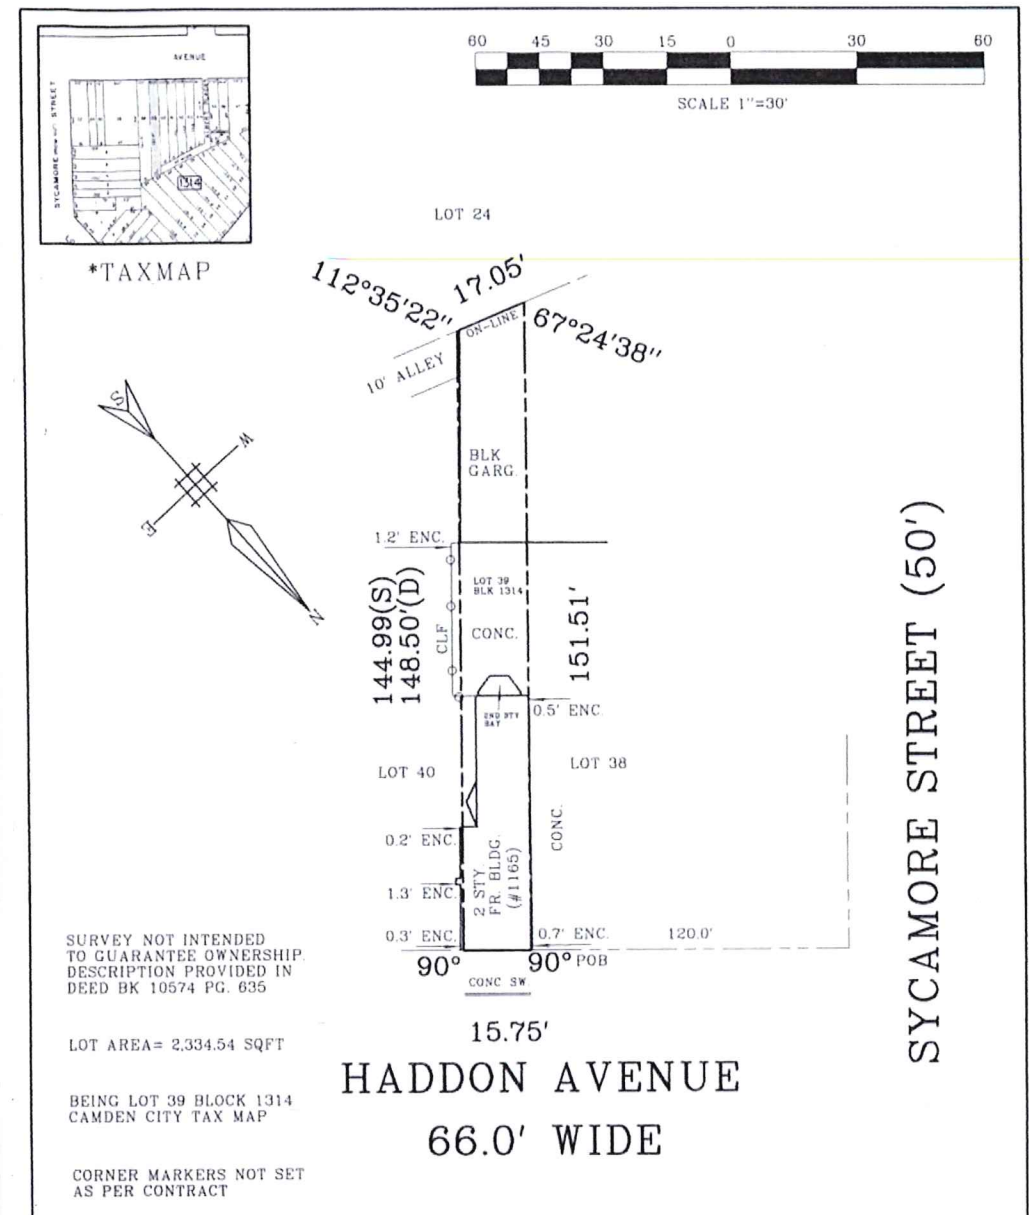 60 45 30 15 0 30 60
SCALE 1"=30'
AVENUE
SYCAMORE STREET
1314
*TAXMAP
LOT 24
112°35'22"
17.05'
ON-LINE
67°24'38"
10' ALLEY
S
W
E
N
BLK
GARG.
1.2' ENC.
LOT 39
BLK 1314
CONC.
CLF
144.99(S)
148.50'(D)
151.51'
2ND STY
BAY
0.5' ENC.
LOT 40
LOT 38
CONC.
0.2' ENC.
2 STY.
FR. BLDG.
(#1165)
1.3' ENC.
0.3' ENC.
0.7' ENC.
120.0'
90°
90° POB
CONC SW.
15.75'
HADDON AVENUE
66.0' WIDE
SYCAMORE STREET (50')
SURVEY NOT INTENDED
TO GUARANTEE OWNERSHIP.
DESCRIPTION PROVIDED IN
DEED BK 10574 PG. 635
LOT AREA= 2,334.54 SQFT
BEING LOT 39 BLOCK 1314
CAMDEN CITY TAX MAP
CORNER MARKERS NOT SET
AS PER CONTRACT